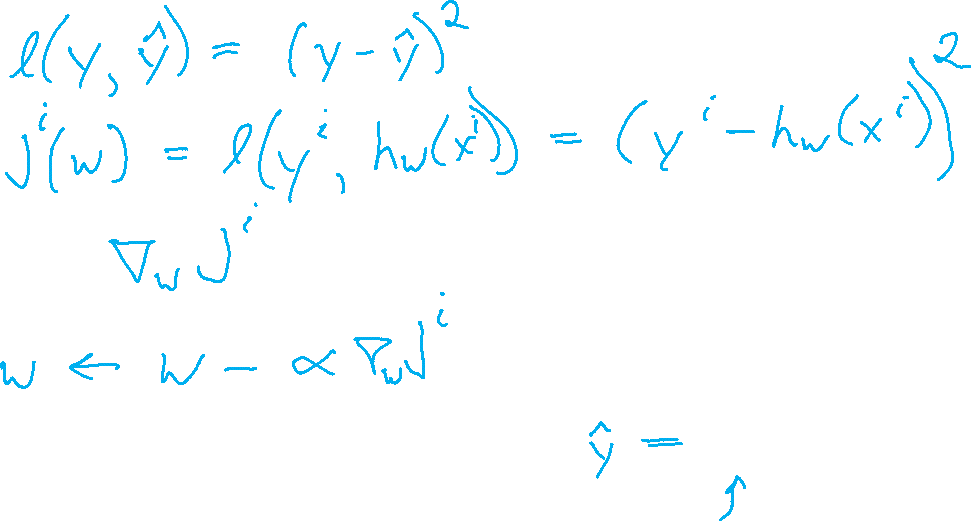 l(y, ŷ) = (y - ŷ)²
Jⁱ(w) = l(yⁱ, h_w(xⁱ)) = (yⁱ - h_w(xⁱ))²
∇_w Jⁱ
w ← w - α ∇_w Jⁱ
ŷ =
↑